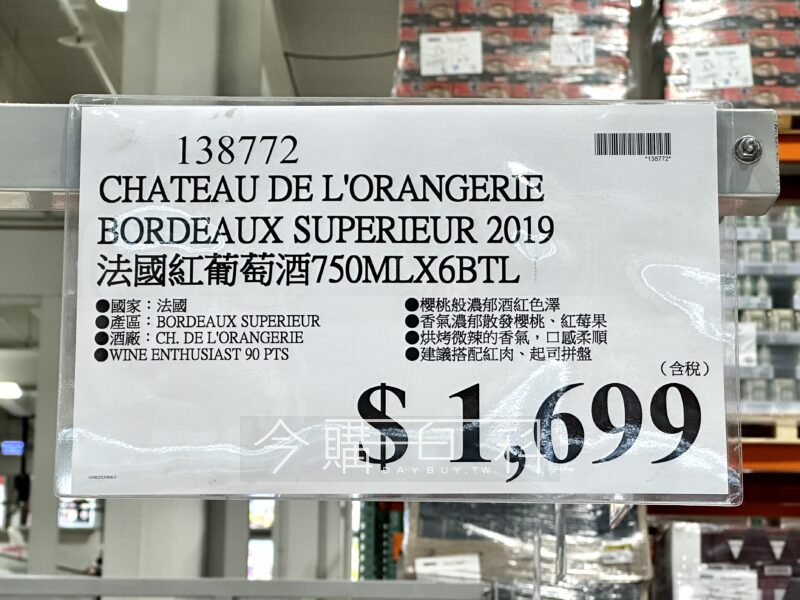 138772
*138772*
CHATEAU DE L'ORANGERIE
BORDEAUX SUPERIEUR 2019
法國紅葡萄酒750MLX6BTL
●國家：法國
●產區：BORDEAUX SUPERIEUR
●酒廠：CH. DE L'ORANGERIE
●WINE ENTHUSIAST 90 PTS
●櫻桃般濃郁酒紅色澤
●香氣濃郁散發櫻桃、紅莓果
●烘烤微辣的香氣，口感柔順
●建議搭配紅肉、起司拼盤
（含稅）
$ 1,699
今購百科
DAYBUY.TW